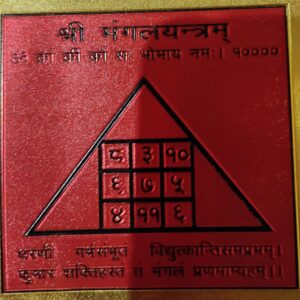 श्री मंगलयन्त्रम्
ॐ क्रां क्रीं क्रौं सः भोमाय नमः। १००००
८ ३ १०
६ ७ ५
४ ११ ६
धरणी गर्भसंभूत विद्युत्कान्तिसमप्रभम्।
कुमार शक्तिहस्त तं मंगल प्रणमाम्यहम्।।